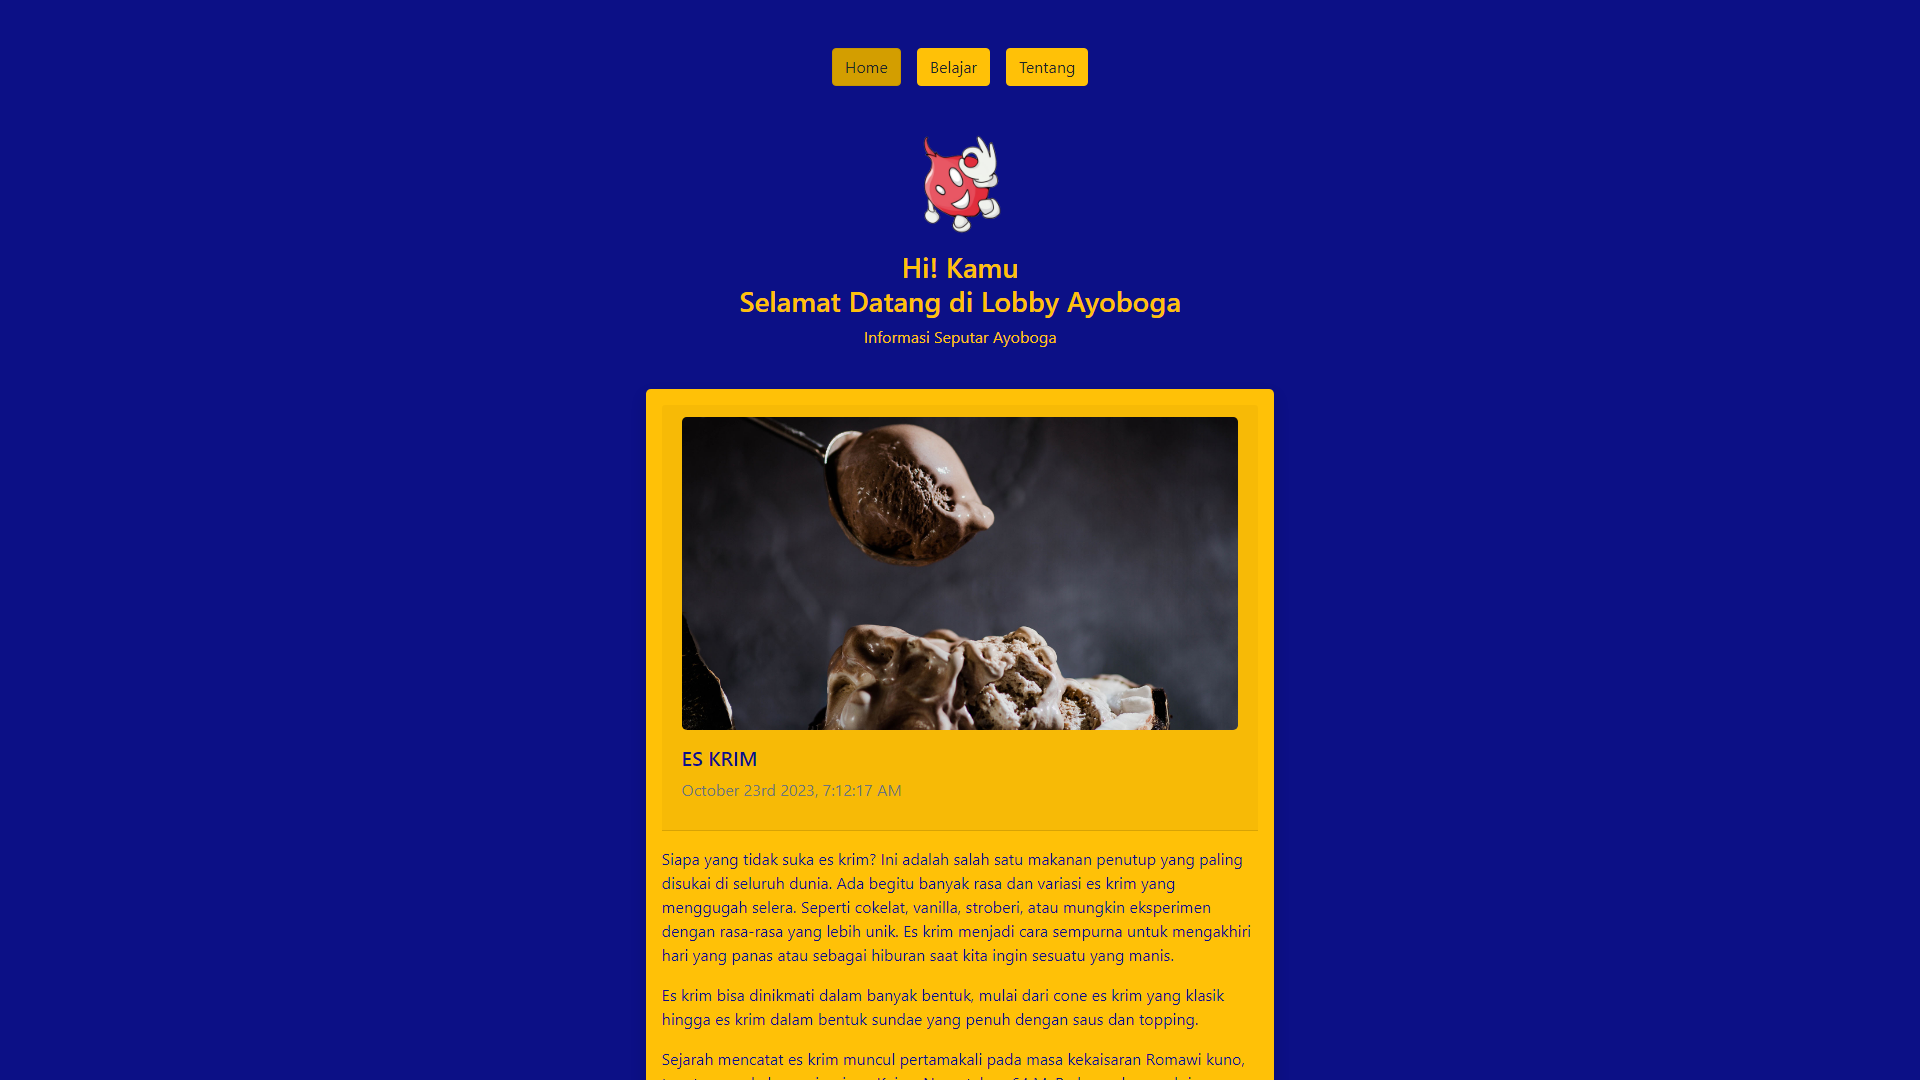 Home
Belajar
Tentang
Hi! Kamu
Selamat Datang di Lobby Ayoboga
Informasi Seputar Ayoboga
ES KRIM
October 23rd 2023, 7:12:17 AM
Siapa yang tidak suka es krim? Ini adalah salah satu makanan penutup yang paling
disukai di seluruh dunia. Ada begitu banyak rasa dan variasi es krim yang
menggugah selera. Seperti cokelat, vanilla, stroberi, atau mungkin eksperimen
dengan rasa-rasa yang lebih unik. Es krim menjadi cara sempurna untuk mengakhiri
hari yang panas atau sebagai hiburan saat kita ingin sesuatu yang manis.
Es krim bisa dinikmati dalam banyak bentuk, mulai dari cone es krim yang klasik
hingga es krim dalam bentuk sundae yang penuh dengan saus dan topping.
Sejarah mencatat es krim muncul pertamakali pada masa kekaisaran Romawi kuno,